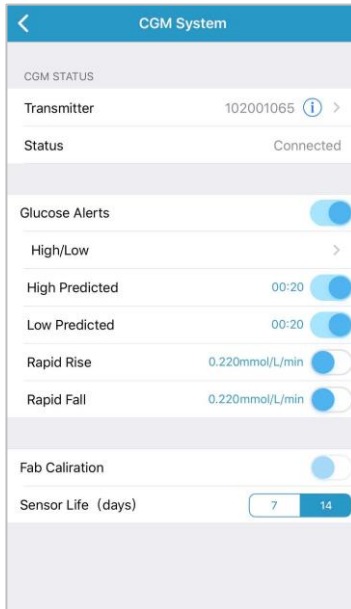 CGM System
CGM STATUS
Transmitter 102001065 i
Status Connected
Glucose Alerts
High/Low
High Predicted 00:20
Low Predicted 00:20
Rapid Rise 0.220mmol/L/min
Rapid Fall 0.220mmol/L/min
Fab Caliration
Sensor Life（days） 7 14